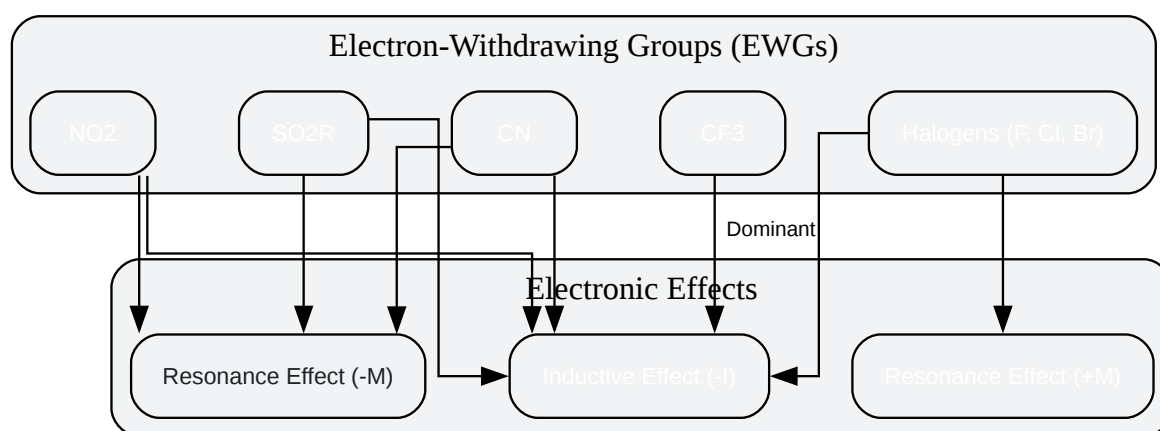 Electron-Withdrawing Groups (EWGs)
NO2
SO2R
CN
CF3
Halogens (F, Cl, Br)
Dominant
Electronic Effects
Resonance Effect (-M)
Inductive Effect (-I)
Resonance Effect (+M)